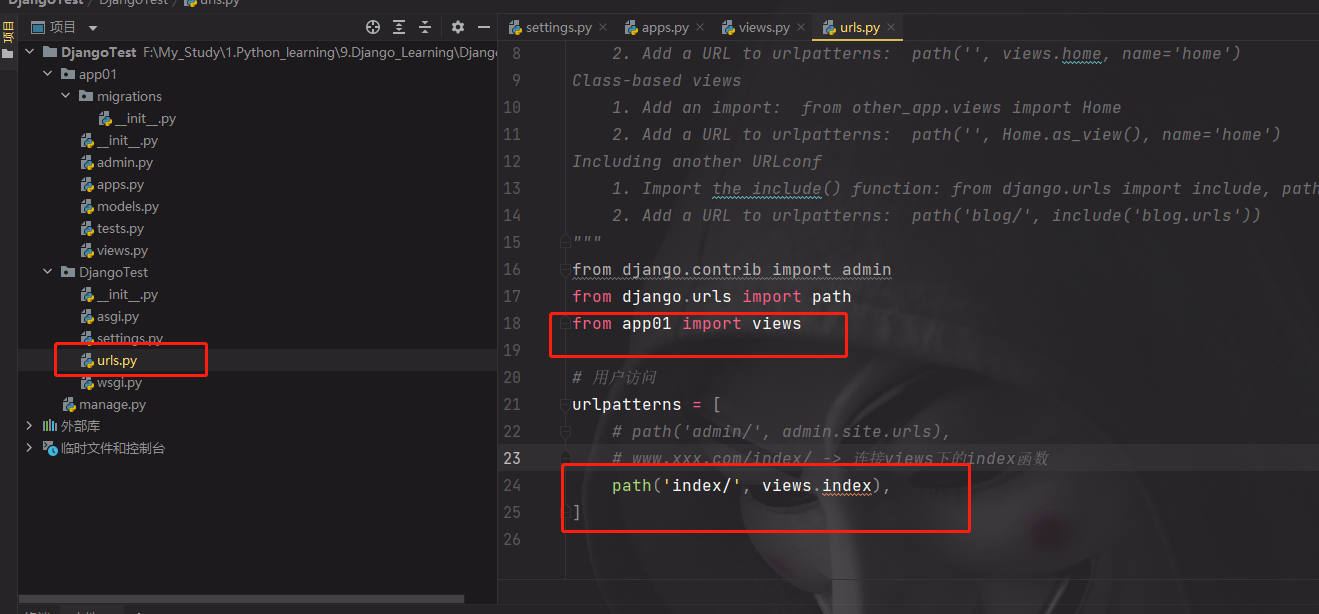 DjangoTest / DjangoTest / urls.py
项目
项目
settings.py
apps.py
views.py
urls.py
DjangoTest F:\My_Study\1.Python_learning\9.Django_Learning\Django
app01
migrations
__init__.py
__init__.py
admin.py
apps.py
models.py
tests.py
views.py
DjangoTest
__init__.py
asgi.py
settings.py
urls.py
wsgi.py
manage.py
外部库
临时文件和控制台
8 2. Add a URL to urlpatterns:  path('', views.home, name='home')
9 Class-based views
10 1. Add an import:  from other_app.views import Home
11 2. Add a URL to urlpatterns:  path('', Home.as_view(), name='home')
12 Including another URLconf
13 1. Import the include() function: from django.urls import include, path
14 2. Add a URL to urlpatterns:  path('blog/', include('blog.urls'))
15 """
16 from django.contrib import admin
17 from django.urls import path
18 from app01 import views
19
20 # 用户访问
21 urlpatterns = [
22 # path('admin/', admin.site.urls),
23 # www.xxx.com/index/ -> 连接views下的index函数
24 path('index/', views.index),
25 ]
26